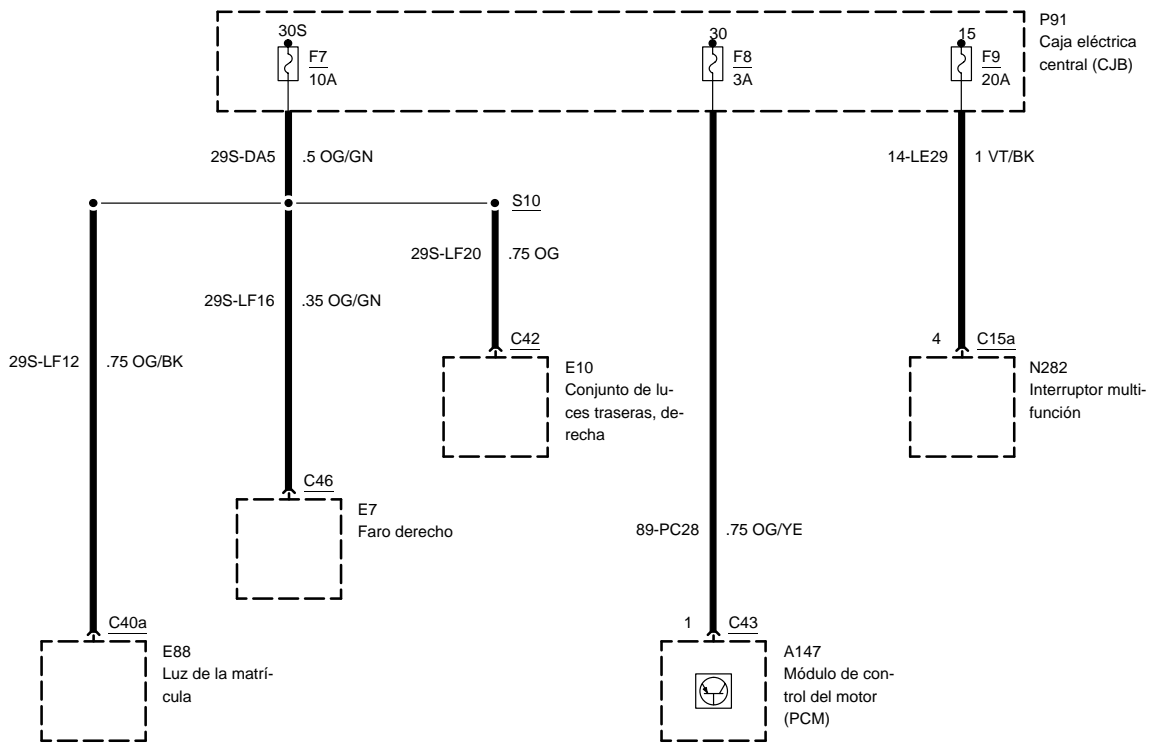 P91
Caja eléctrica
central (CJB)
30S
F7
10A
30
F8
3A
15
F9
20A
29S-DA5 .5 OG/GN
14-LE29 1 VT/BK
S10
29S-LF20 .75 OG
29S-LF16 .35 OG/GN
29S-LF12 .75 OG/BK
C42
E10
Conjunto de lu-
ces traseras, de-
recha
4 C15a
N282
Interruptor multi-
función
C46
E7
Faro derecho
89-PC28 .75 OG/YE
C40a
E88
Luz de la matrí-
cula
1 C43
A147
Módulo de con-
trol del motor
(PCM)